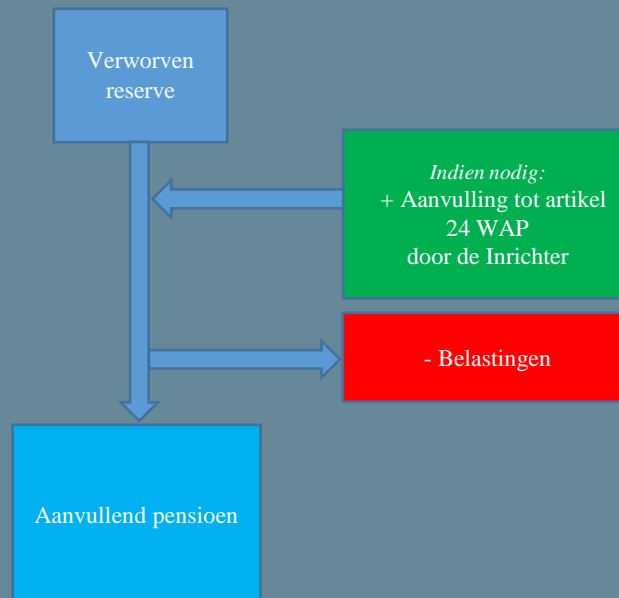 Verworven
reserve
Indien nodig:
+ Aanvulling tot artikel
24 WAP
door de Inrichter
- Belastingen
Aanvullend pensioen